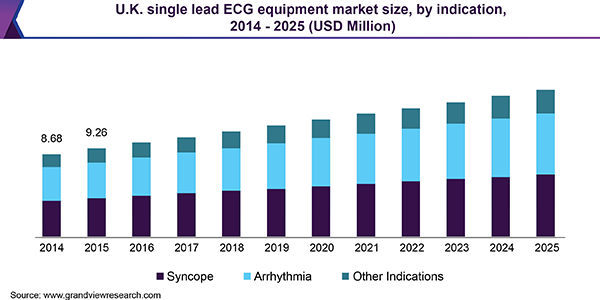 U.K. single lead ECG equipment market size, by indication,
2014 - 2025 (USD Million)
8.68
9.26
2014 2015 2016 2017 2018 2019 2020 2021 2022 2023 2024 2025
Syncope Arrhythmia Other Indications
Source: www.grandviewresearch.com